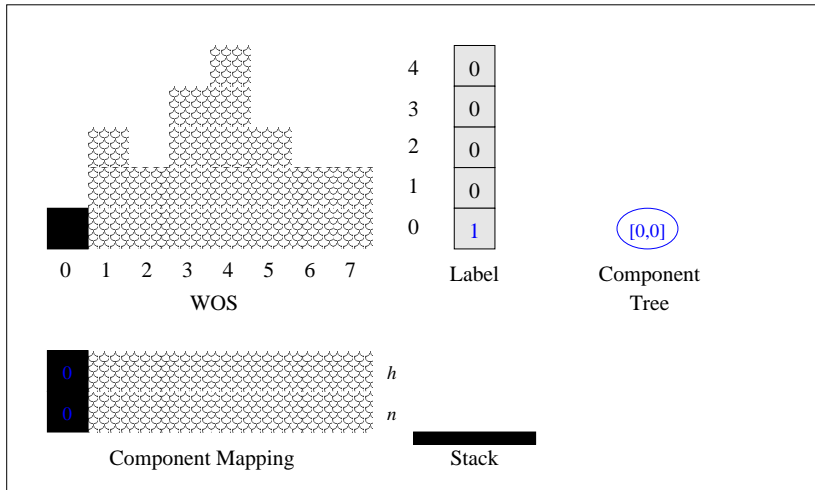 4 0
3 0
2 0
1 0
0 1 [0,0]
0 1 2 3 4 5 6 7 Label Component
WOS Tree
0 h
0 n
Component Mapping Stack